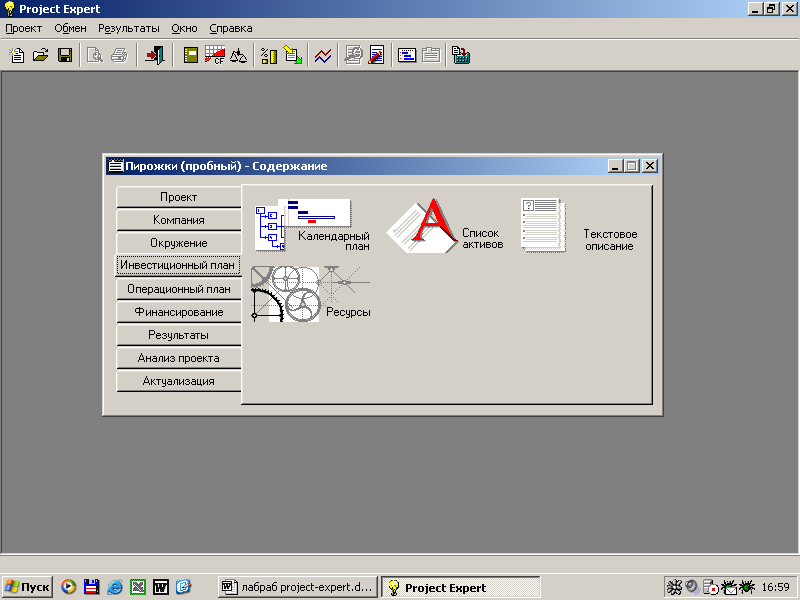 Project Expert
Проект Обмен Результаты Окно Справка
CF
Пирожки (пробный) - Содержание
Проект
Компания
Окружение
Инвестиционный план
Операционный план
Финансирование
Результаты
Анализ проекта
Актуализация
Календарный
план
A
Список
активов
?
Текстовое
описание
Ресурсы
Пуск
W
лабраб project-expert.d...
Project Expert
16:59